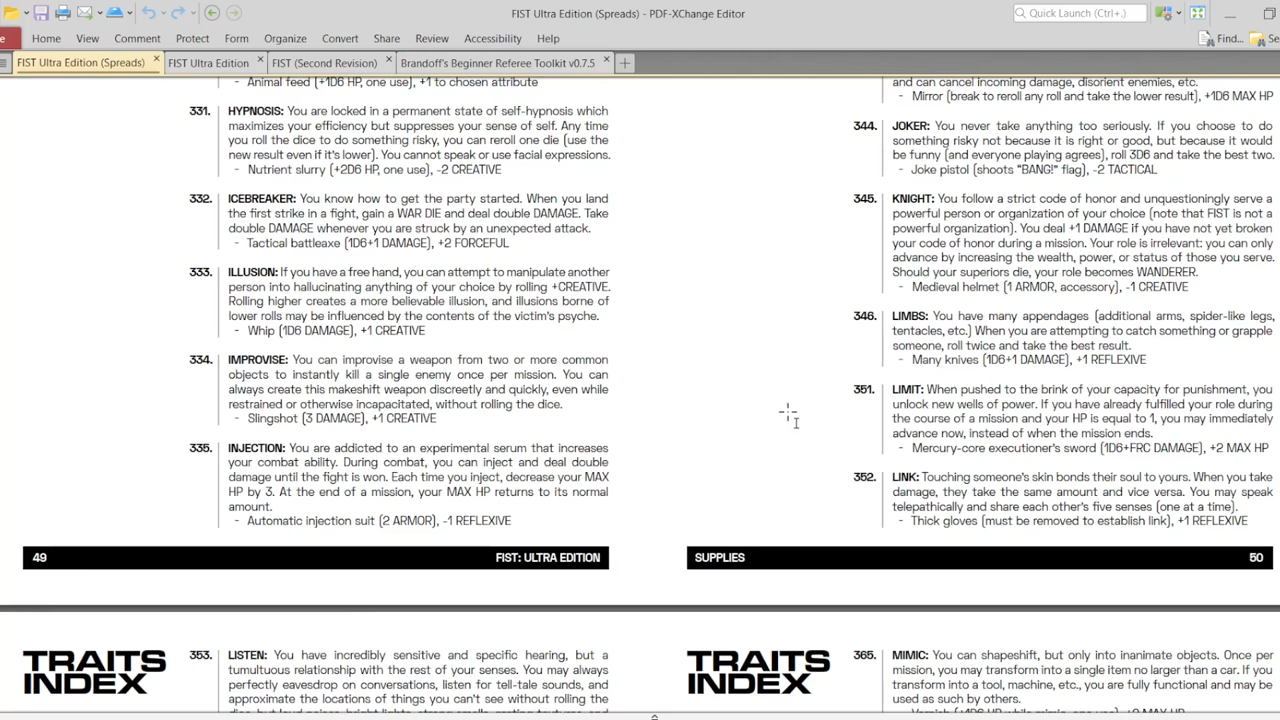 FIST Ultra Edition (Spreads) - PDF-XChange Editor
Quick Launch (Ctrl+.)
Home View Comment Protect Form Organize Convert Share Review Accessibility Help
Find...
FIST Ultra Edition (Spreads) FIST Ultra Edition FIST (Second Revision) Brandoff's Beginner Referee Toolkit v0.7.5
- Animal feed (+1D6 HP, one use), +1 to chosen attribute
331. HYPNOSIS: You are locked in a permanent state of self-hypnosis which
maximizes your efficiency but suppresses your sense of self. Any time
you roll the dice to do something risky, you can reroll one die (use the
new result even if it's lower). You cannot speak or use facial expressions.
- Nutrient slurry (+2D6 HP, one use), -2 CREATIVE
332. ICEBREAKER: You know how to get the party started. When you land
the first strike in a fight, gain a WAR DIE and deal double DAMAGE. Take
double DAMAGE whenever you are struck by an unexpected attack.
- Tactical battleaxe (1D6+1 DAMAGE), +2 FORCEFUL
333. ILLUSION: If you have a free hand, you can attempt to manipulate another
person into hallucinating anything of your choice by rolling +CREATIVE.
Rolling higher creates a more believable illusion, and illusions borne of
lower rolls may be influenced by the contents of the victim's psyche.
- Whip (1D6 DAMAGE), +1 CREATIVE
334. IMPROVISE: You can improvise a weapon from two or more common
objects to instantly kill a single enemy once per mission. You can
always create this makeshift weapon discreetly and quickly, even while
restrained or otherwise incapacitated, without rolling the dice.
- Slingshot (3 DAMAGE), +1 CREATIVE
335. INJECTION: You are addicted to an experimental serum that increases
your combat ability. During combat, you can inject and deal double
damage until the fight is won. Each time you inject, decrease your MAX
HP by 3. At the end of a mission, your MAX HP returns to its normal
amount.
- Automatic injection suit (2 ARMOR), -1 REFLEXIVE
49 FIST: ULTRA EDITION
and can cancel incoming damage, disorient enemies, etc.
- Mirror (break to reroll any roll and take the lower result), +1D6 MAX HP
344. JOKER: You never take anything too seriously. If you choose to do
something risky not because it is right or good, but because it would
be funny (and everyone playing agrees), roll 3D6 and take the best two.
- Joke pistol (shoots "BANG!" flag), -2 TACTICAL
345. KNIGHT: You follow a strict code of honor and unquestioningly serve a
powerful person or organization of your choice (note that FIST is not a
powerful organization). You deal +1 DAMAGE if you have not yet broken
your code of honor during a mission. Your role is irrelevant: you can only
advance by increasing the wealth, power, or status of those you serve.
Should your superiors die, your role becomes WANDERER.
- Medieval helmet (1 ARMOR, accessory), -1 CREATIVE
346. LIMBS: You have many appendages (additional arms, spider-like legs,
tentacles, etc.) When you are attempting to catch something or grapple
someone, roll twice and take the best result.
- Many knives (1D6+1 DAMAGE), +1 REFLEXIVE
351. LIMIT: When pushed to the brink of your capacity for punishment, you
unlock new wells of power. If you have already fulfilled your role during
the course of a mission and your HP is equal to 1, you may immediately
advance now, instead of when the mission ends.
- Mercury-core executioner's sword (1D6+FRC DAMAGE), +2 MAX HP
352. LINK: Touching someone's skin bonds their soul to yours. When you take
damage, they take the same amount and vice versa. You may speak
telepathically and share each other's five senses (one at a time).
- Thick gloves (must be removed to establish link), +1 REFLEXIVE
SUPPLIES 50
TRAITS
INDEX
353. LISTEN: You have incredibly sensitive and specific hearing, but a
tumultuous relationship with the rest of your senses. You may always
perfectly eavesdrop on conversations, listen for tell-tale sounds, and
approximate the locations of things you can't see without rolling the
TRAITS
INDEX
365. MIMIC: You can shapeshift, but only into inanimate objects. Once per
mission, you may transform into a single item no larger than a car. If you
transform into a tool, machine, etc., you are fully functional and may be
used as such by others.